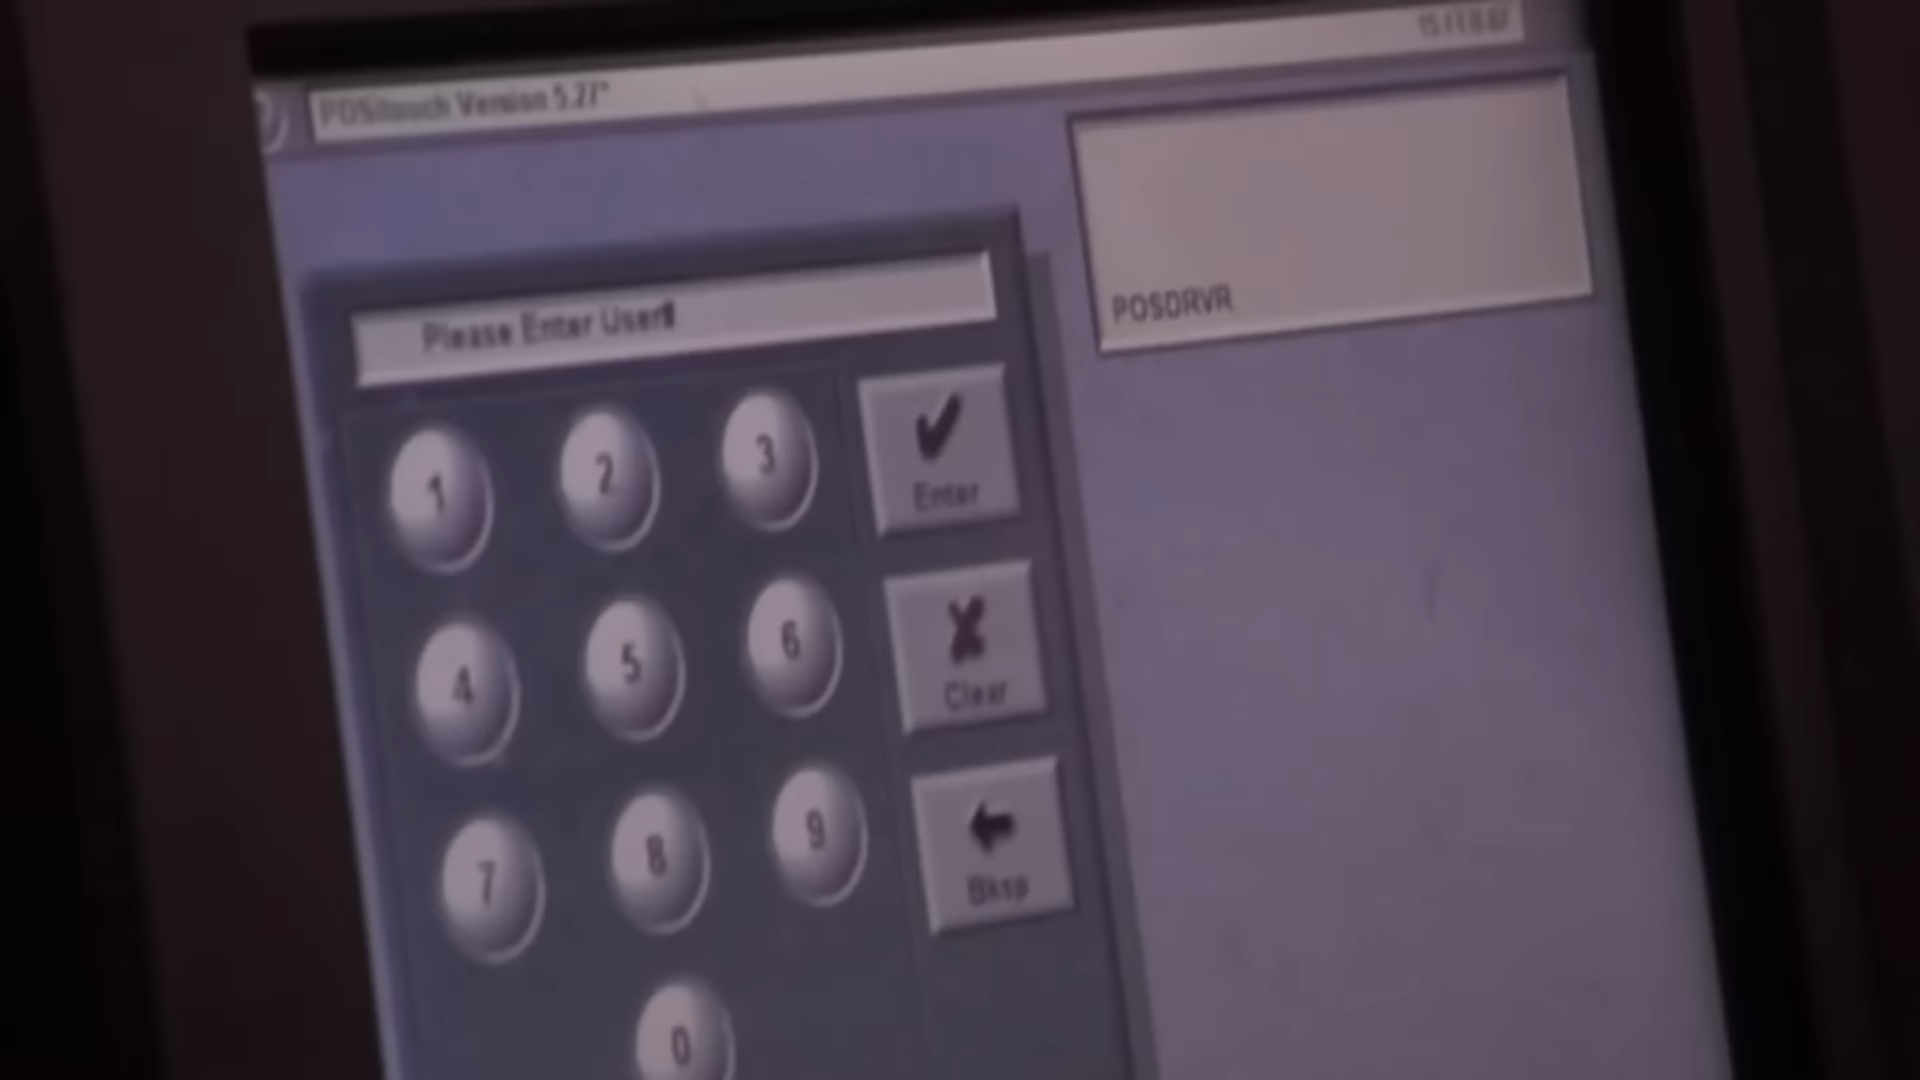 POSitouch Version 5.27*
POSDRVR
Please Enter User#
1 2 3
Enter
4 5 6
Clear
7 8 9
Bksp
0